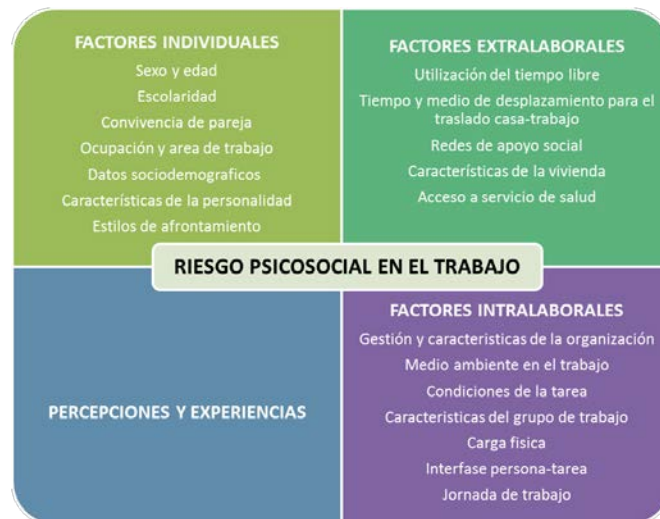 FACTORES INDIVIDUALES
Sexo y edad
Escolaridad
Convivencia de pareja
Ocupación y area de trabajo
Datos sociodemograficos
Características de la personalidad
Estilos de afrontamiento
FACTORES EXTRALABORALES
Utilización del tiempo libre
Tiempo y medio de desplazamiento para el
traslado casa-trabajo
Redes de apoyo social
Características de la vivienda
Acceso a servicio de salud
RIESGO PSICOSOCIAL EN EL TRABAJO
PERCEPCIONES Y EXPERIENCIAS
FACTORES INTRALABORALES
Gestión y caracteristicas de la organización
Medio ambiente en el trabajo
Condiciones de la tarea
Caracteristicas del grupo de trabajo
Carga fisica
Interfase persona-tarea
Jornada de trabajo